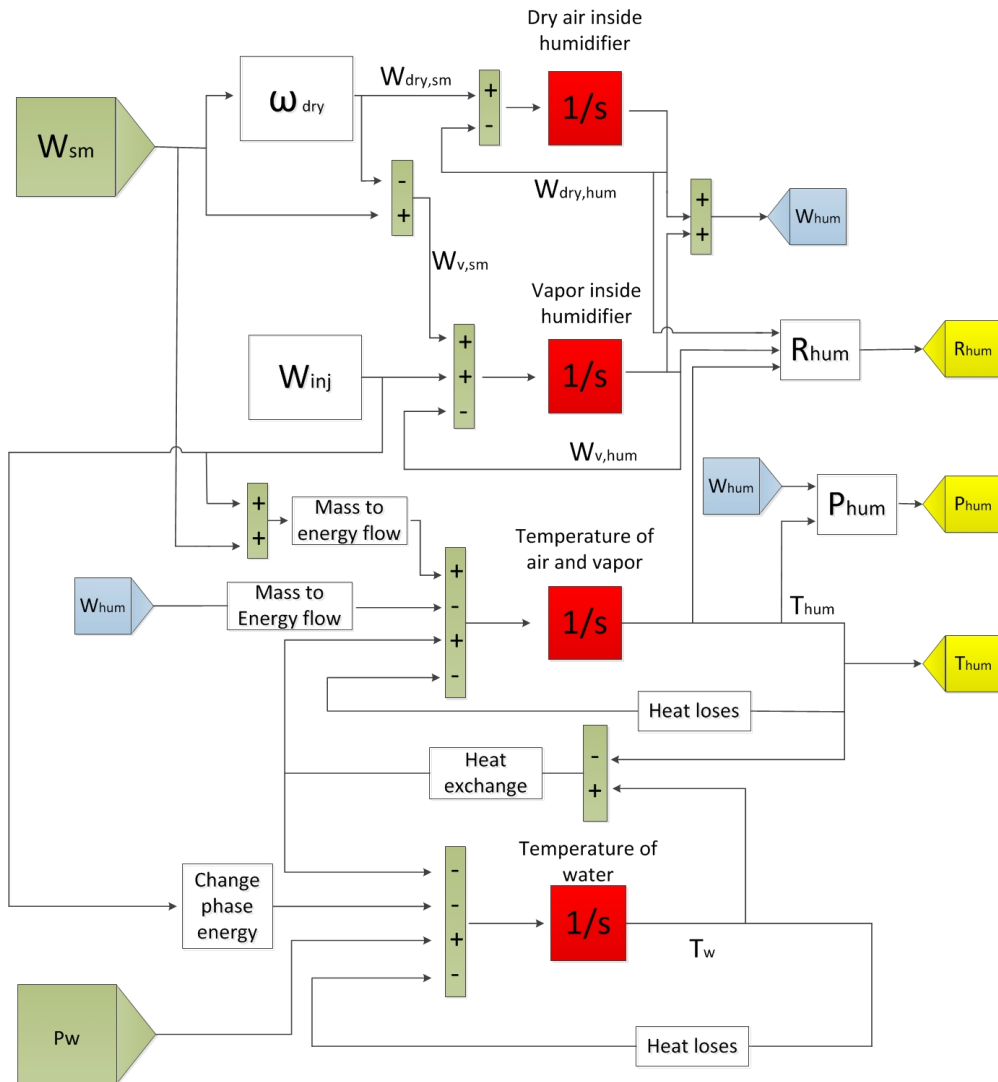 Dry air inside
humidifier
Wsm
ω dry
Wdry,sm
+
-
1/s
-
+
Wdry,hum
+
+
Whum
Wv,sm
Vapor inside
humidifier
Winj
+
+
-
1/s
Rhum
Rhum
Wv,hum
Whum
Phum
Phum
+
+
Mass to
energy flow
Temperature of
air and vapor
Whum
Mass to
Energy flow
+
-
+
-
1/s
Thum
Thum
Heat loses
Heat
exchange
-
+
Temperature of
water
Change
phase
energy
-
-
+
-
1/s
Tw
Pw
Heat loses